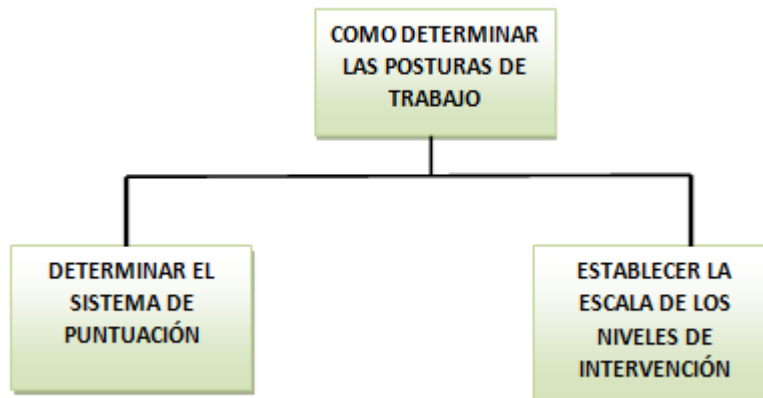 COMO DETERMINAR
LAS POSTURAS DE
TRABAJO
DETERMINAR EL
SISTEMA DE
PUNTUACIÓN
ESTABLECER LA
ESCALA DE LOS
NIVELES DE
INTERVENCIÓN